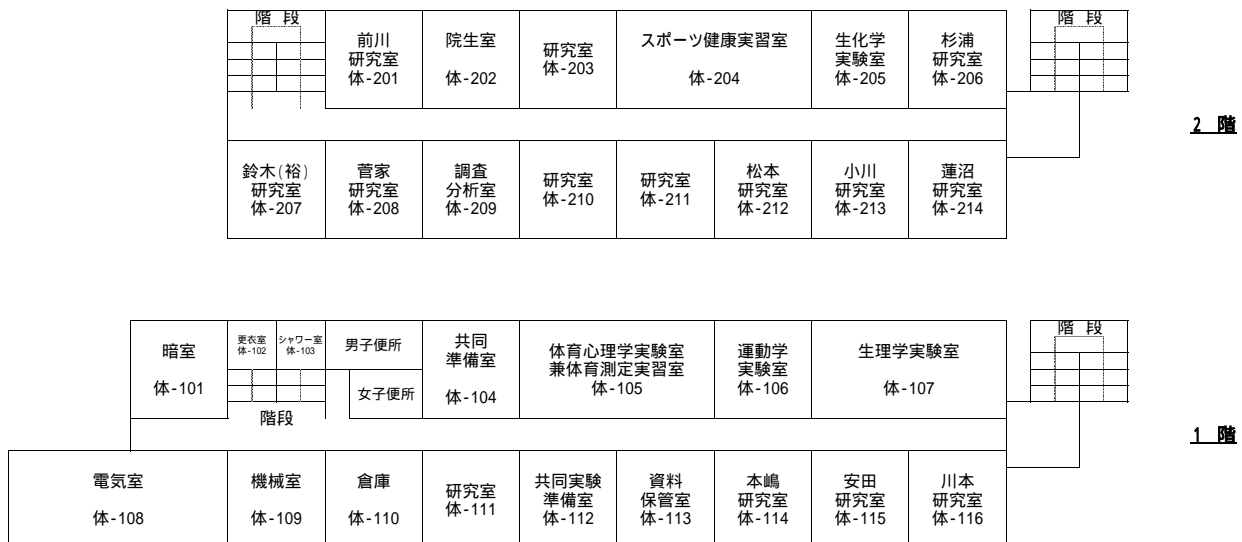 階 段
前川
研究室
体-201
院生室
体-202
研究室
体-203
スポーツ健康実習室
体-204
生化学
実験室
体-205
杉浦
研究室
体-206
階 段
2 階
鈴木(裕)
研究室
体-207
菅家
研究室
体-208
調査
分析室
体-209
研究室
体-210
研究室
体-211
松本
研究室
体-212
小川
研究室
体-213
蓮沼
研究室
体-214
暗室
体-101
更衣室
体-102
シャワー室
体-103
男子便所
女子便所
階段
共同
準備室
体-104
体育心理学実験室
兼体育測定実習室
体-105
運動学
実験室
体-106
生理学実験室
体-107
階 段
1 階
電気室
体-108
機械室
体-109
倉庫
体-110
研究室
体-111
共同実験
準備室
体-112
資料
保管室
体-113
本嶋
研究室
体-114
安田
研究室
体-115
川本
研究室
体-116